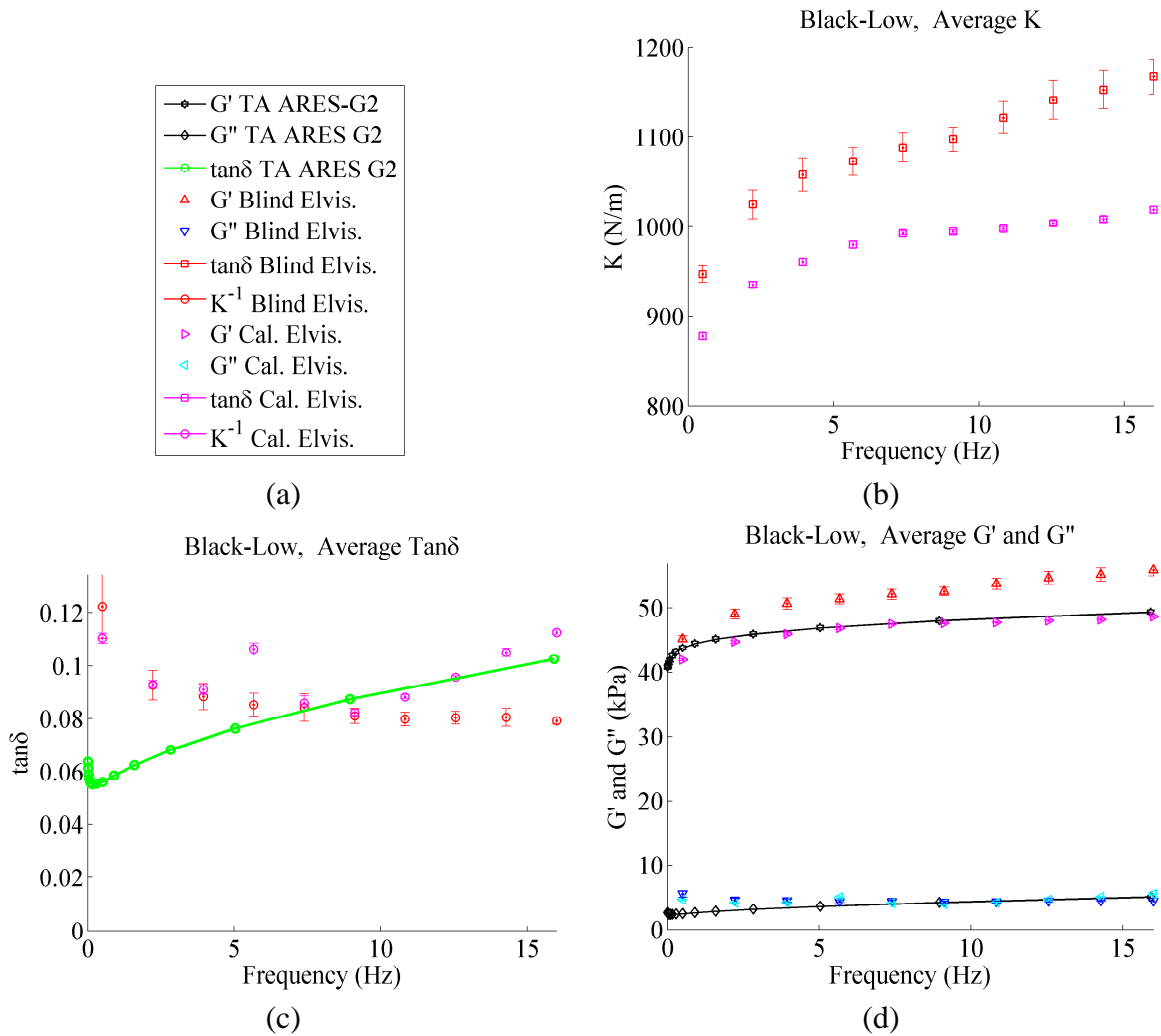 G' TA ARES-G2
G" TA ARES G2
tanδ TA ARES G2
G' Blind Elvis.
G" Blind Elvis.
tanδ Blind Elvis.
K⁻¹ Blind Elvis.
G' Cal. Elvis.
G" Cal. Elvis.
tanδ Cal. Elvis.
K⁻¹ Cal. Elvis.
(a)
Black-Low, Average K
1200
1100
1000
900
800
K (N/m)
0 5 10 15
Frequency (Hz)
(b)
Black-Low, Average Tanδ
0.12
0.1
0.08
0.06
0.04
0.02
0
tanδ
0 5 10 15
Frequency (Hz)
(c)
Black-Low, Average G' and G"
50
40
30
20
10
0
G' and G" (kPa)
0 5 10 15
Frequency (Hz)
(d)